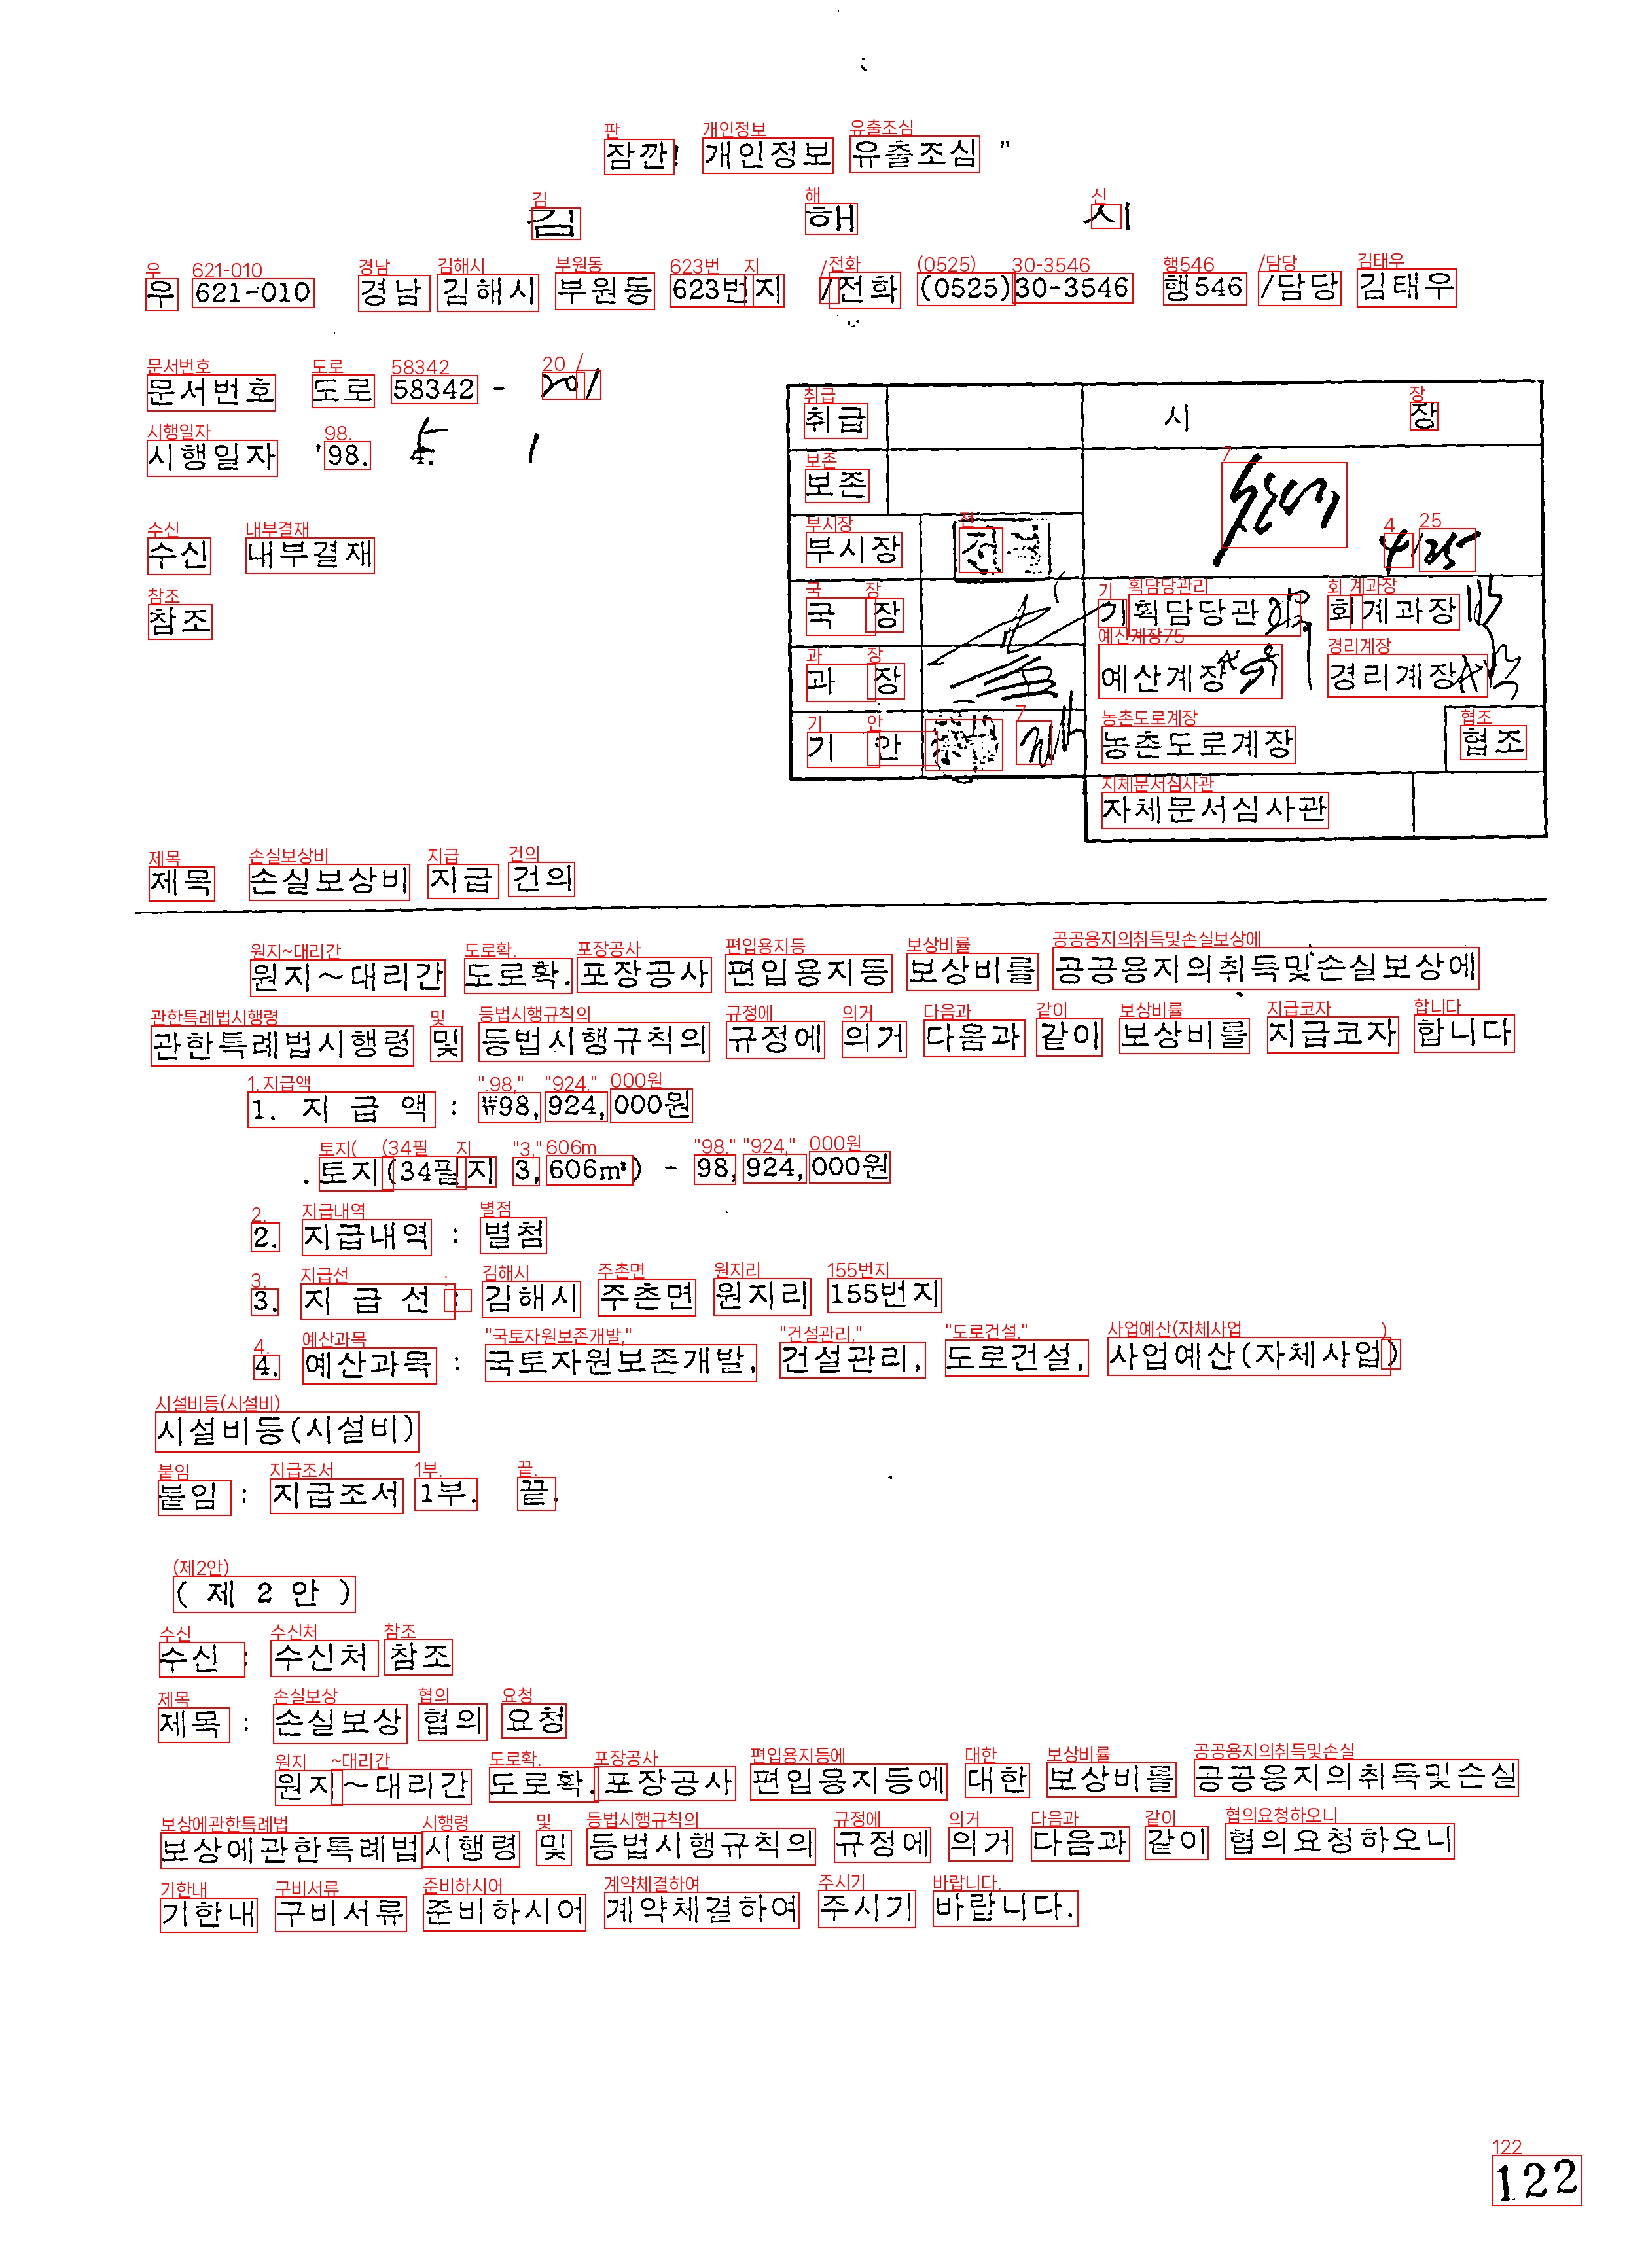 잠깐! 개인정보 유출조심 ”
김 해 시
우 621-010 경남 김해시 부원동 623번지 /전화 (0525)30-3546 행546 /담당 김태우
문서번호 도로 58342 - 201
시행일자 '98. 5. 1
수신 내부결재
참조
취급 시 장
보존
4/25
부시장 전결
국 장 기획담당관 회계과장
과 장 예산계장 경리계장
기 안 농촌도로계장 협조
자체문서심사관
제목 손실보상비 지급 건의
원지~대리간 도로확.포장공사 편입용지등 보상비를 공공용지의취득및손실보상에
관한특례법시행령 및 등법시행규칙의 규정에 의거 다음과 같이 보상비를 지급코자 합니다
1. 지 급 액 : ₩98,924,000원
. 토지(34필지 3,606㎡) - 98,924,000원
2. 지급내역 : 별첨
3. 지 급 선 : 김해시 주촌면 원지리 155번지
4. 예산과목 : 국토자원보존개발, 건설관리, 도로건설, 사업예산(자체사업)
시설비등(시설비)
붙임 : 지급조서 1부. 끝.
( 제 2 안 )
수신 : 수신처 참조
제목 : 손실보상 협의 요청
원지~대리간 도로확.포장공사 편입용지등에 대한 보상비를 공공용지의취득및손실
보상에관한특례법시행령 및 등법시행규칙의 규정에 의거 다음과 같이 협의요청하오니
기한내 구비서류 준비하시어 계약체결하여 주시기 바랍니다.
122